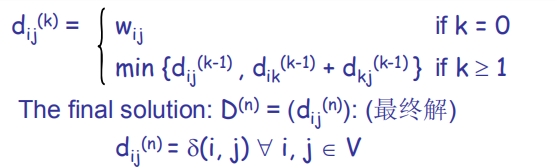 dᵢⱼ⁽ᵏ⁾ = { wᵢⱼ if k = 0
min {dᵢⱼ⁽ᵏ⁻¹⁾ , dᵢₖ⁽ᵏ⁻¹⁾ + dₖⱼ⁽ᵏ⁻¹⁾} if k ≥ 1
The final solution: D⁽ⁿ⁾ = (dᵢⱼ⁽ⁿ⁾): (最终解)
dᵢⱼ⁽ⁿ⁾ = δ(i, j) ∀ i, j ∈ V